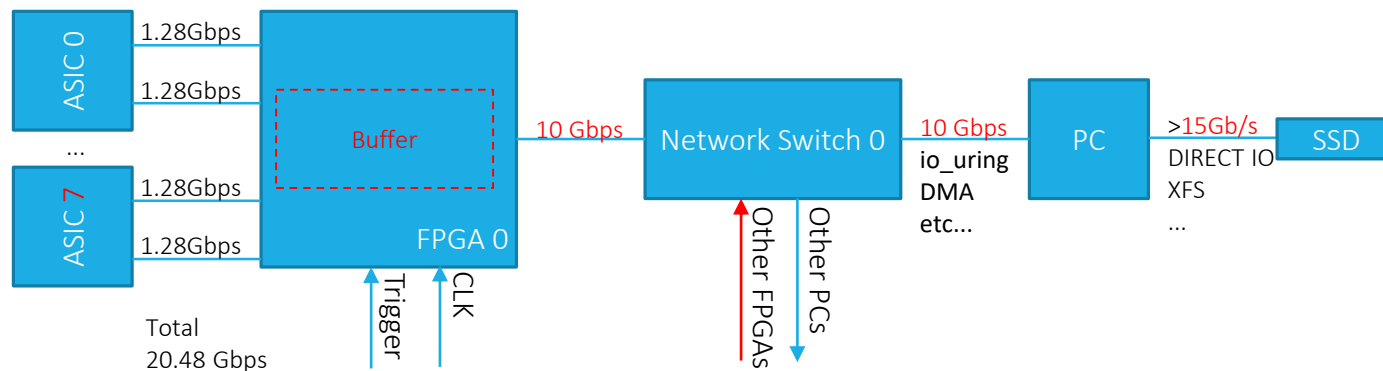 ASIC 0
1.28Gbps
1.28Gbps
...
ASIC 7
1.28Gbps
1.28Gbps
Total
20.48 Gbps
Buffer
FPGA 0
Trigger
CLK
10 Gbps
Network Switch 0
Other FPGAs
Other PCs
10 Gbps
io_uring
DMA
etc...
PC
>15Gb/s
DIRECT IO
XFS
...
SSD